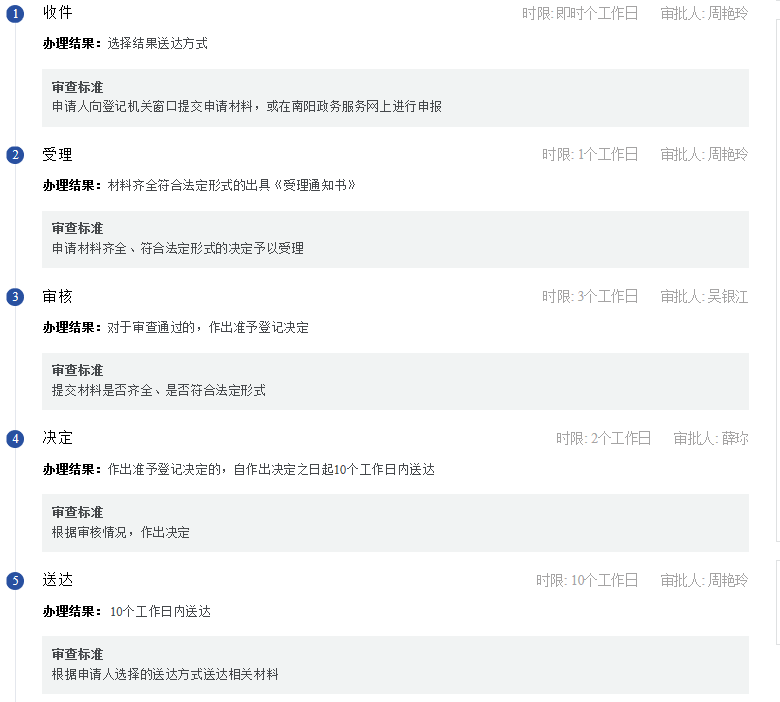 1 收件 时限: 即时个工作日 审批人: 周艳玲
办理结果：选择结果送达方式
审查标准
申请人向登记机关窗口提交申请材料，或在南阳政务服务网上进行申报
2 受理 时限: 1个工作日 审批人: 周艳玲
办理结果：材料齐全符合法定形式的出具《受理通知书》
审查标准
申请材料齐全、符合法定形式的决定予以受理
3 审核 时限: 3个工作日 审批人: 吴银江
办理结果：对于审查通过的，作出准予登记决定
审查标准
提交材料是否齐全、是否符合法定形式
4 决定 时限: 2个工作日 审批人: 薛珎
办理结果：作出准予登记决定的，自作出决定之日起10个工作日内送达
审查标准
根据审核情况，作出决定
5 送达 时限: 10个工作日 审批人: 周艳玲
办理结果： 10个工作日内送达
审查标准
根据申请人选择的送达方式送达相关材料